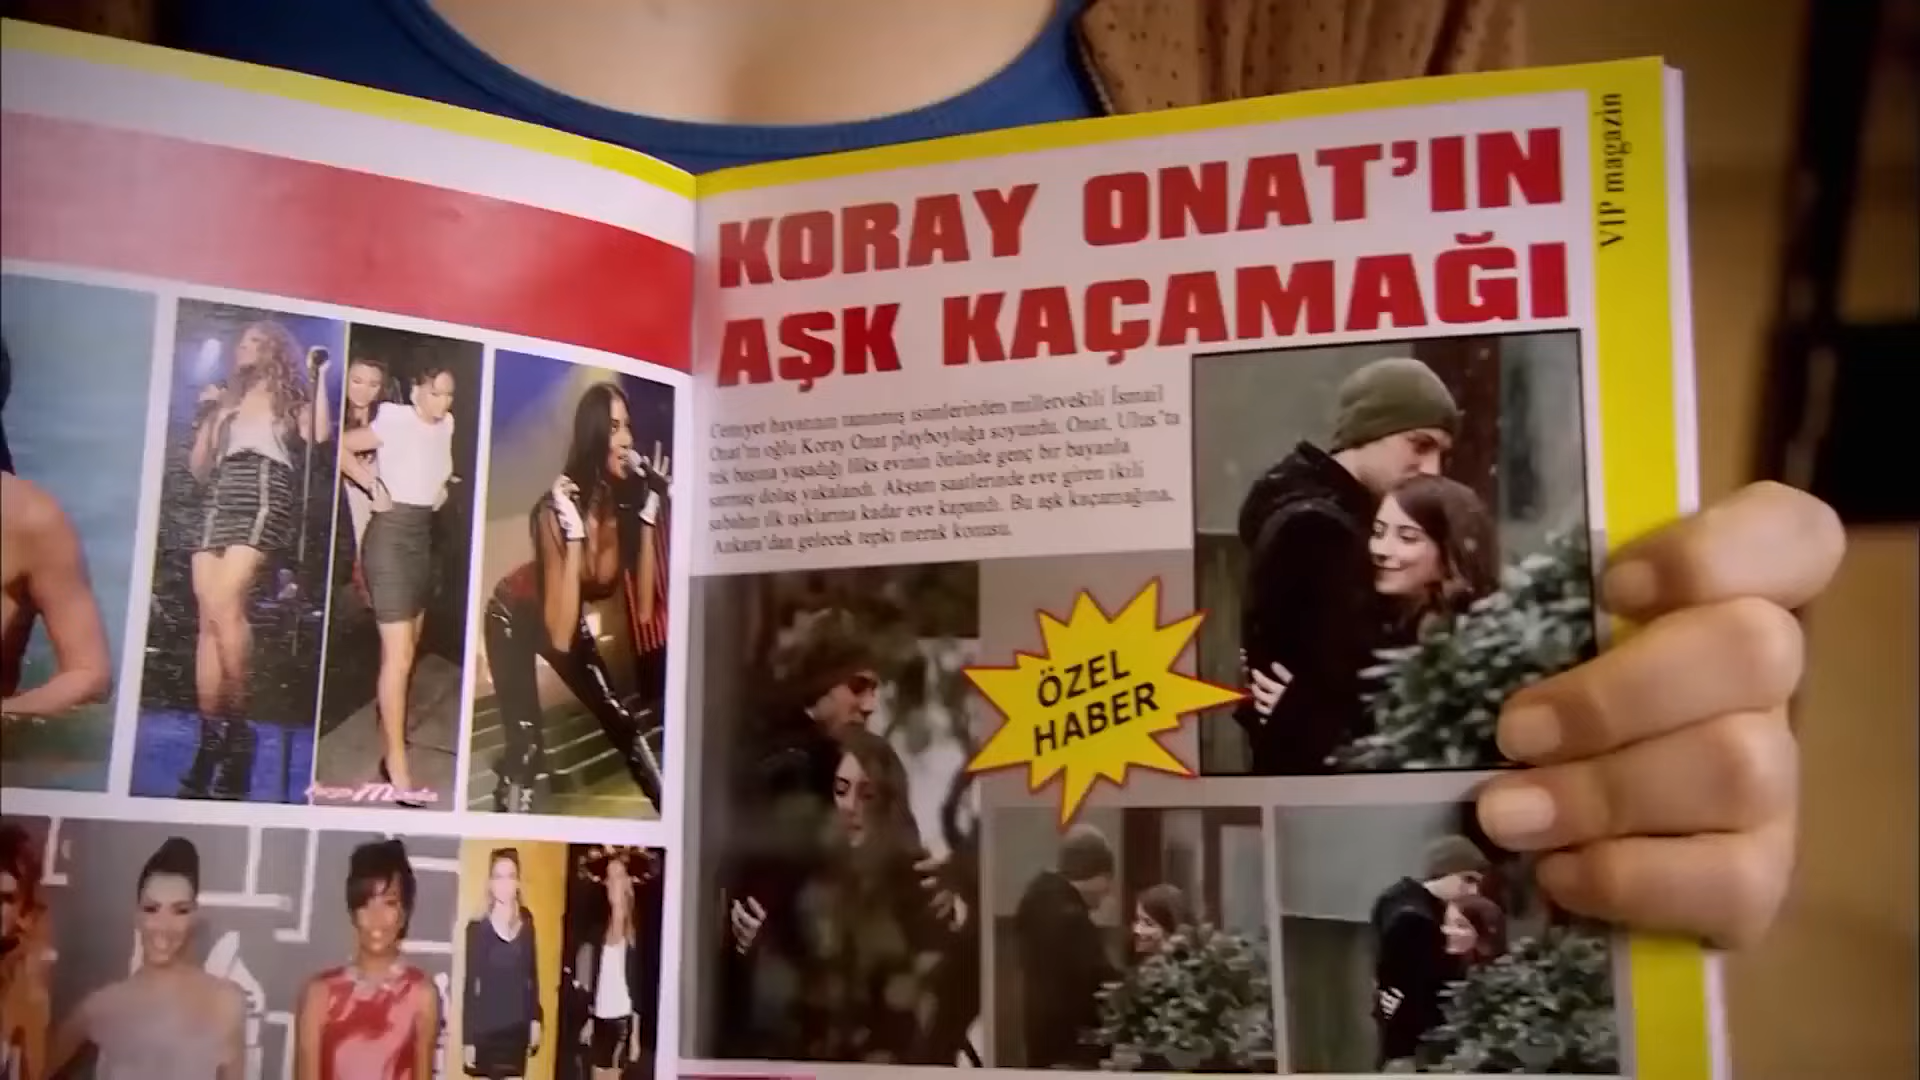 KORAY ONAT'IN
AŞK KAÇAMAĞI
VIP magazin
Cemiyet hayatının tanınmış isimlerinden milletvekili İsmail
Onat'ın oğlu Koray Onat playboyluğa soyundu. Onat, Ulus'ta
tek başına yaşadığı lüks evinin önünde genç bir bayanla
sarmaş dolaş yakalandı. Akşam saatlerinde eve giren ikili
sabahın ilk ışıklarına kadar eve kapandı. Bu aşk kaçamağına,
Ankara'dan gelecek tepki merak konusu.
ÖZEL
HABER